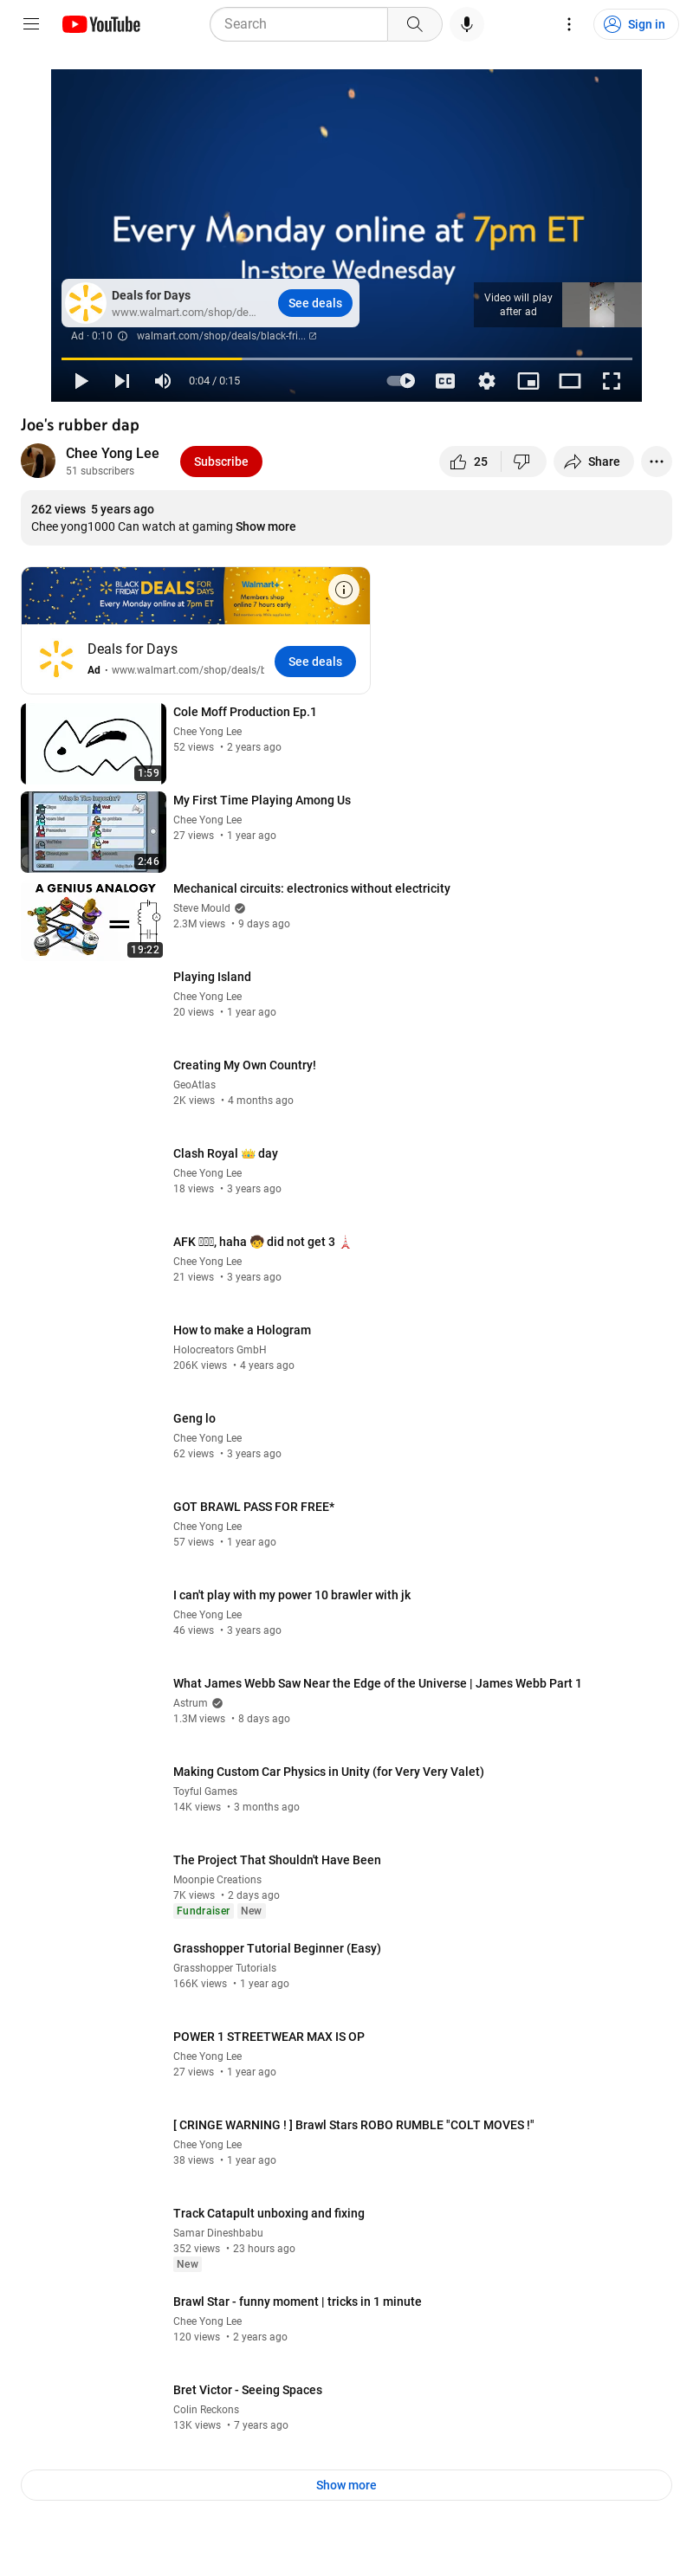 YouTube
Search
Sign in
Every Monday online at 7pm ET
In-store Wednesday
Deals for Days
www.walmart.com/shop/de...
See deals
Video will play
after ad
Ad · 0:10 walmart.com/shop/deals/black-fri...
0:04 / 0:15
CC
Joe's rubber dap
Chee Yong Lee
51 subscribers
Subscribe
25
Share
262 views 5 years ago
Chee yong1000 Can watch at gaming Show more
BLACK FRIDAY DEALS FOR DAYS
Every Monday online at 7pm ET
Walmart+
Members shop
online 7 hours early
Deals for Days
Ad • www.walmart.com/shop/deals/b
See deals
Cole Moff Production Ep.1
Chee Yong Lee
52 views • 2 years ago
1:59
Who Is The Impostor?
My First Time Playing Among Us
Chee Yong Lee
27 views • 1 year ago
2:46
A GENIUS ANALOGY
Mechanical circuits: electronics without electricity
Steve Mould
2.3M views • 9 days ago
19:22
Playing Island
Chee Yong Lee
20 views • 1 year ago
Creating My Own Country!
GeoAtlas
2K views • 4 months ago
Clash Royal 👑 day
Chee Yong Lee
18 views • 3 years ago
AFK , haha 🧒 did not get 3 🗼
Chee Yong Lee
21 views • 3 years ago
How to make a Hologram
Holocreators GmbH
206K views • 4 years ago
Geng lo
Chee Yong Lee
62 views • 3 years ago
GOT BRAWL PASS FOR FREE*
Chee Yong Lee
57 views • 1 year ago
I can't play with my power 10 brawler with jk
Chee Yong Lee
46 views • 3 years ago
What James Webb Saw Near the Edge of the Universe | James Webb Part 1
Astrum
1.3M views • 8 days ago
Making Custom Car Physics in Unity (for Very Very Valet)
Toyful Games
14K views • 3 months ago
The Project That Shouldn't Have Been
Moonpie Creations
7K views • 2 days ago
Fundraiser New
Grasshopper Tutorial Beginner (Easy)
Grasshopper Tutorials
166K views • 1 year ago
POWER 1 STREETWEAR MAX IS OP
Chee Yong Lee
27 views • 1 year ago
[ CRINGE WARNING ! ] Brawl Stars ROBO RUMBLE "COLT MOVES !"
Chee Yong Lee
38 views • 1 year ago
Track Catapult unboxing and fixing
Samar Dineshbabu
352 views • 23 hours ago
New
Brawl Star - funny moment | tricks in 1 minute
Chee Yong Lee
120 views • 2 years ago
Bret Victor - Seeing Spaces
Colin Reckons
13K views • 7 years ago
Show more